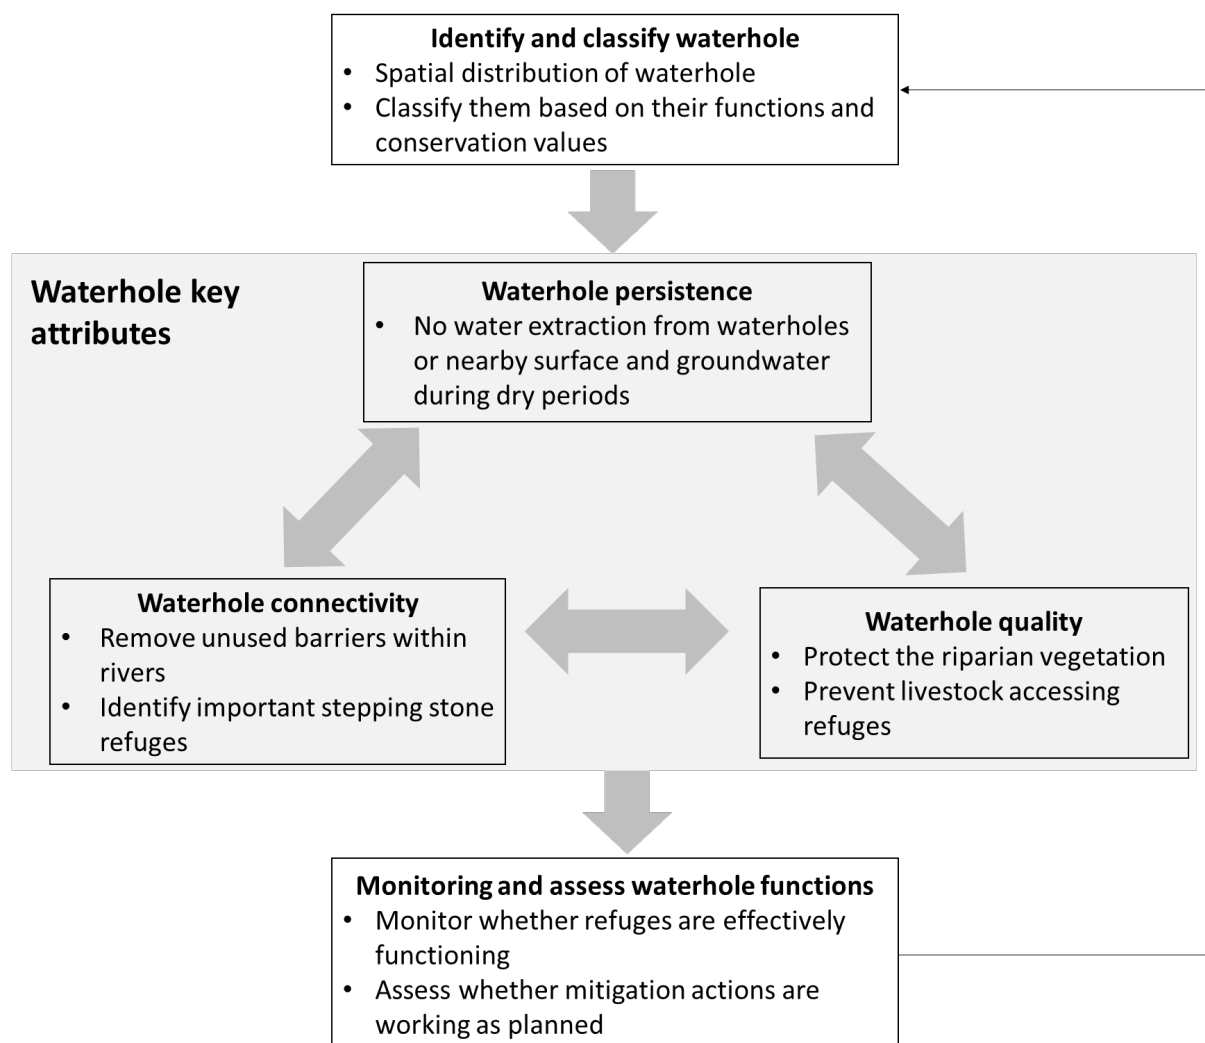 Identify and classify waterhole
• Spatial distribution of waterhole
• Classify them based on their functions and
conservation values
Waterhole key
attributes
Waterhole persistence
• No water extraction from waterholes
or nearby surface and groundwater
during dry periods
Waterhole connectivity
• Remove unused barriers within
rivers
• Identify important stepping stone
refuges
Waterhole quality
• Protect the riparian vegetation
• Prevent livestock accessing
refuges
Monitoring and assess waterhole functions
• Monitor whether refuges are effectively
functioning
• Assess whether mitigation actions are
working as planned